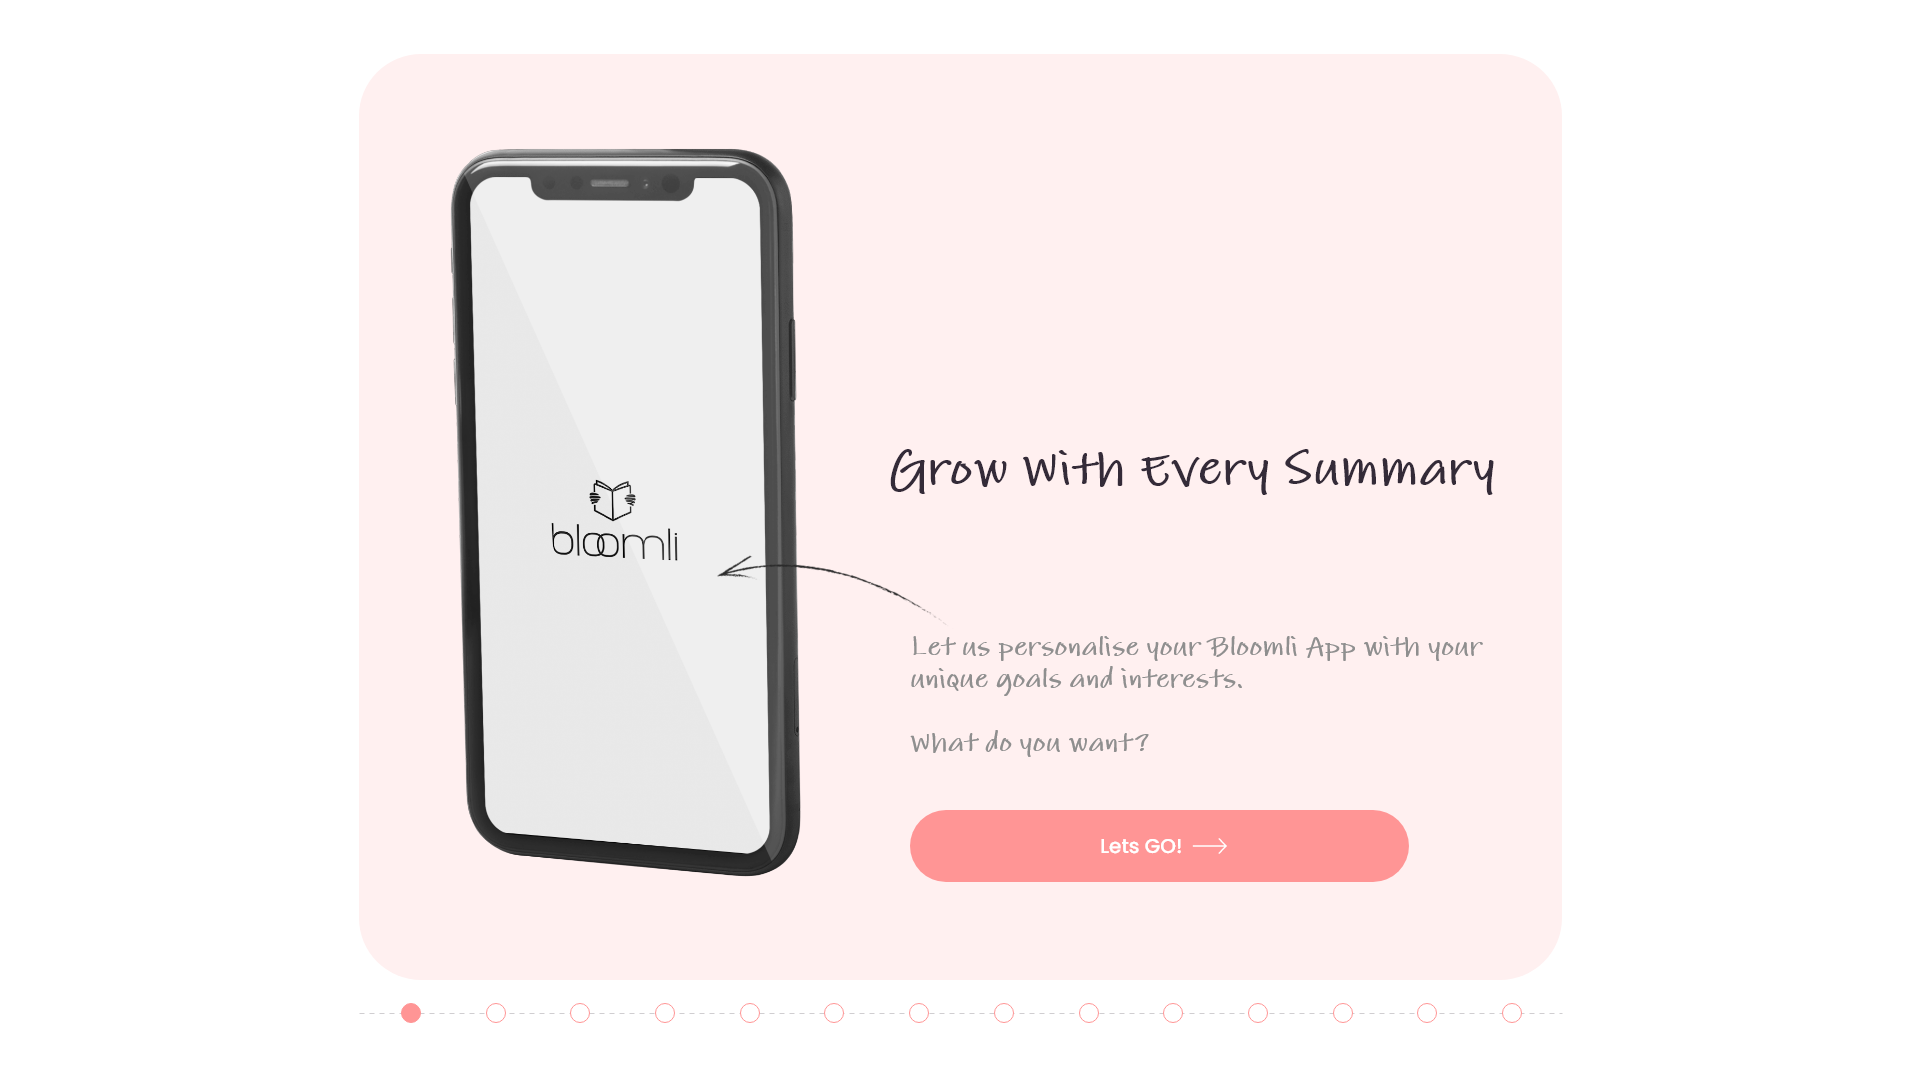 bloomli
Grow With Every Summary
Let us personalise your Bloomli App with your
unique goals and interests.
What do you want?
Lets GO!